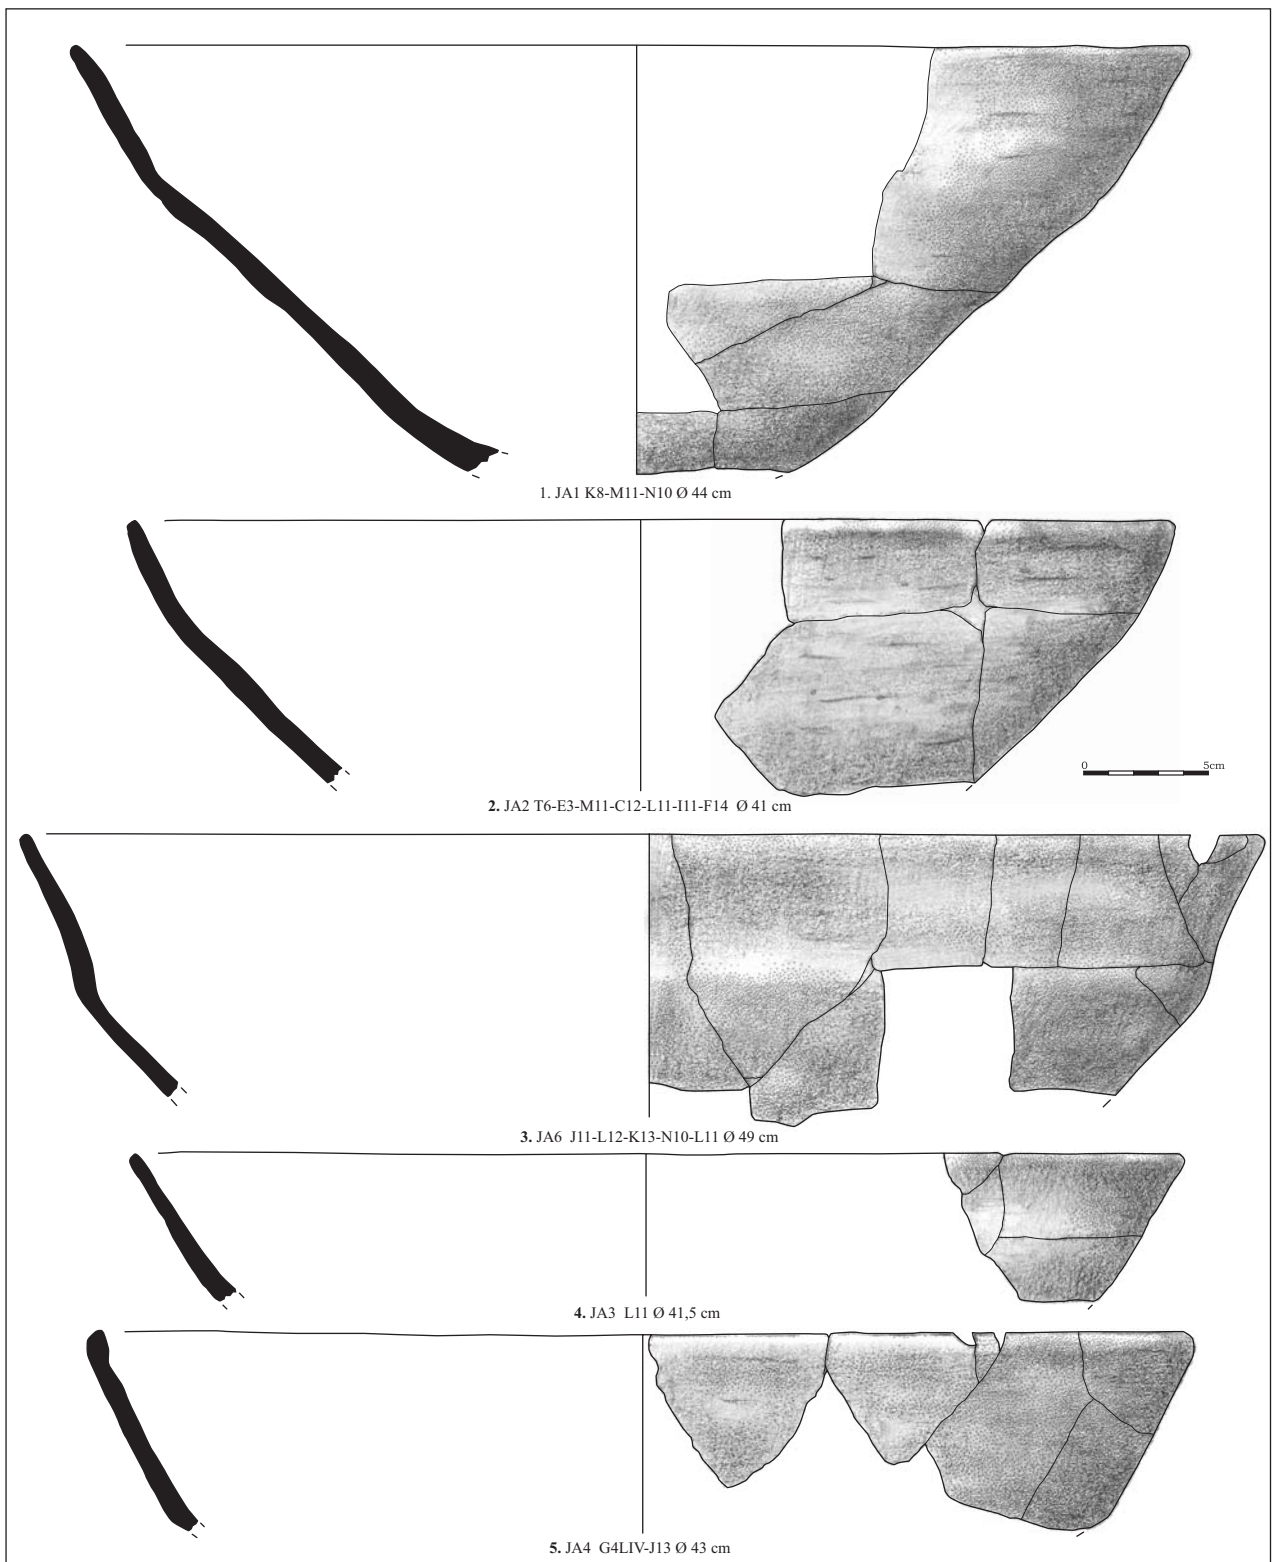 1. JA1 K8-M11-N10 Ø 44 cm
0 5cm
2. JA2 T6-E3-M11-C12-L11-I11-F14 Ø 41 cm
3. JA6 J11-L12-K13-N10-L11 Ø 49 cm
4. JA3 L11 Ø 41,5 cm
5. JA4 G4LIV-J13 Ø 43 cm